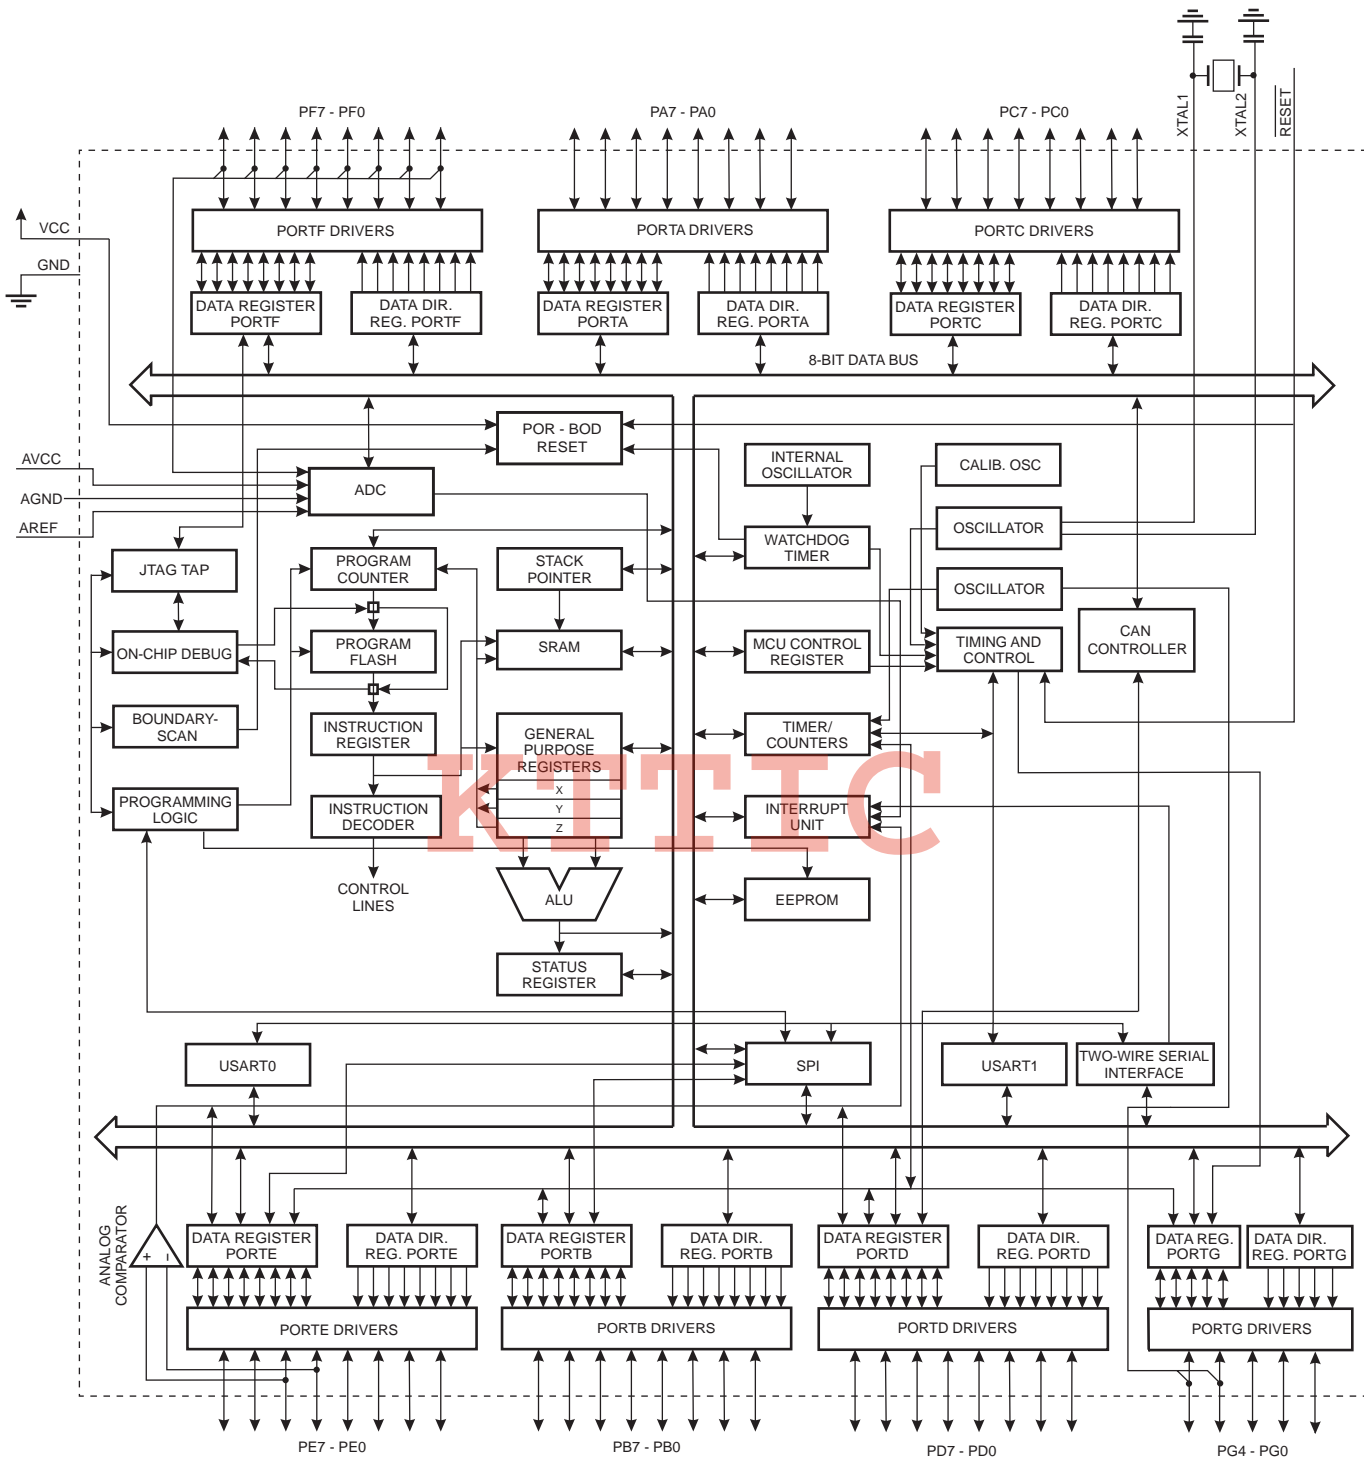 XTAL1
XTAL2
RESET
PF7 - PF0
PA7 - PA0
PC7 - PC0
VCC
GND
PORTF DRIVERS
PORTA DRIVERS
PORTC DRIVERS
DATA REGISTER
PORTF
DATA DIR.
REG. PORTF
DATA REGISTER
PORTA
DATA DIR.
REG. PORTA
DATA REGISTER
PORTC
DATA DIR.
REG. PORTC
8-BIT DATA BUS
POR - BOD
RESET
INTERNAL
OSCILLATOR
CALIB. OSC
AVCC
AGND
AREF
ADC
OSCILLATOR
WATCHDOG
TIMER
JTAG TAP
PROGRAM
COUNTER
STACK
POINTER
OSCILLATOR
ON-CHIP DEBUG
PROGRAM
FLASH
SRAM
MCU CONTROL
REGISTER
TIMING AND
CONTROL
CAN
CONTROLLER
BOUNDARY-
SCAN
INSTRUCTION
REGISTER
GENERAL
PURPOSE
REGISTERS
X
Y
Z
TIMER/
COUNTERS
KTTIC
PROGRAMMING
LOGIC
INSTRUCTION
DECODER
INTERRUPT
UNIT
CONTROL
LINES
ALU
EEPROM
STATUS
REGISTER
USART0
SPI
USART1
TWO-WIRE SERIAL
INTERFACE
ANALOG
COMPARATOR
+
-
DATA REGISTER
PORTE
DATA DIR.
REG. PORTE
DATA REGISTER
PORTB
DATA DIR.
REG. PORTB
DATA REGISTER
PORTD
DATA DIR.
REG. PORTD
DATA REG.
PORTG
DATA DIR.
REG. PORTG
PORTE DRIVERS
PORTB DRIVERS
PORTD DRIVERS
PORTG DRIVERS
PE7 - PE0
PB7 - PB0
PD7 - PD0
PG4 - PG0